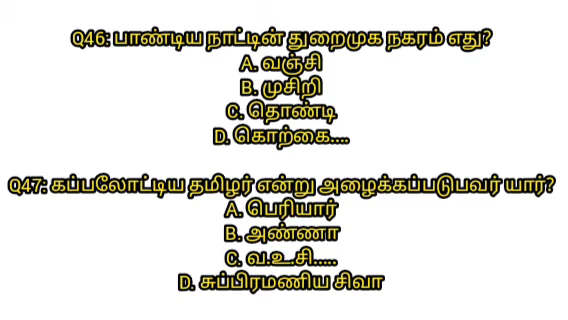 Q46: பாண்டிய நாட்டின் துறைமுக நகரம் எது?
A. வஞ்சி
B. முசிறி
C. தொண்டி
D. கொற்கை....
Q47: கப்பலோட்டிய தமிழர் என்று அழைக்கப்படுபவர் யார்?
A. பெரியார்
B. அண்ணா
C. வ.உ.சி.....
D. சுப்பிரமணிய சிவா